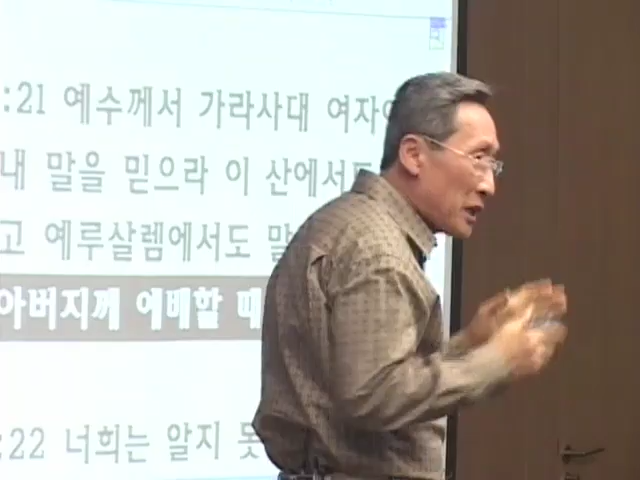 :21 예수께서 가라사대 여자여
내 말을 믿으라 이 산에서도
고 예루살렘에서도 말
아버지께 예배할 때
:22 너희는 알지 못